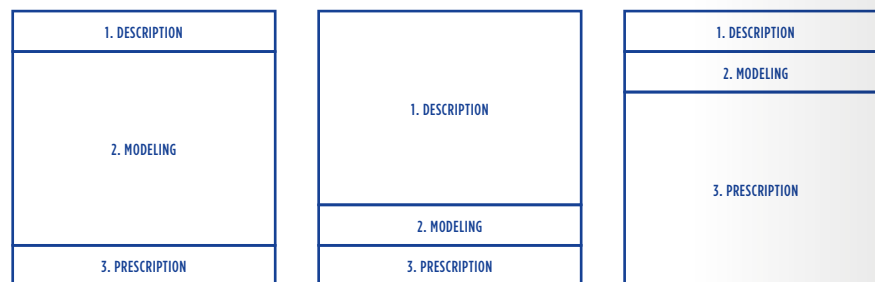 1. DESCRIPTION
2. MODELING
3. PRESCRIPTION
1. DESCRIPTION
2. MODELING
3. PRESCRIPTION
1. DESCRIPTION
2. MODELING
3. PRESCRIPTION